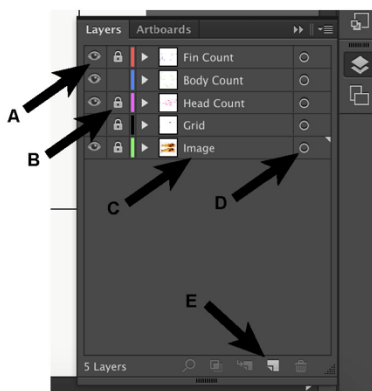 Layers Artboards
A Fin Count
Body Count
B Head Count
Grid
C Image D
E
5 Layers